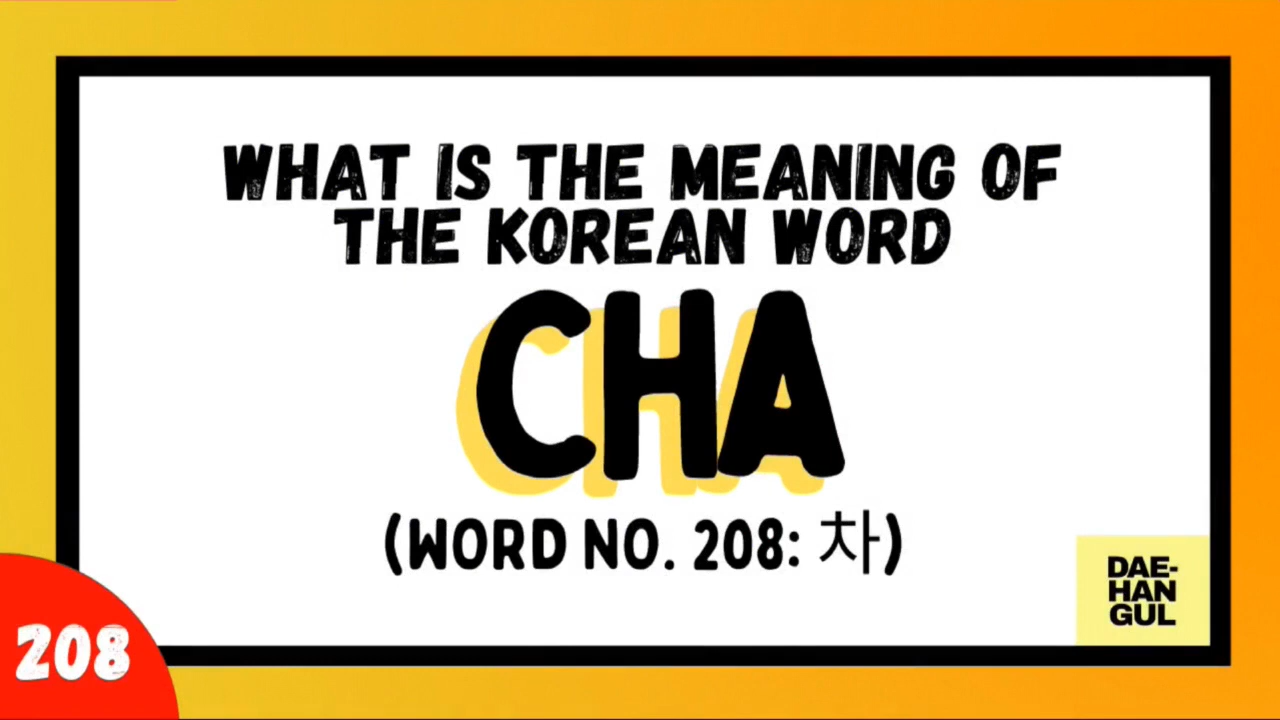 WHAT IS THE MEANING OF
THE KOREAN WORD
CHA
(WORD NO. 208: 차)
DAE-
HAN
GUL
208